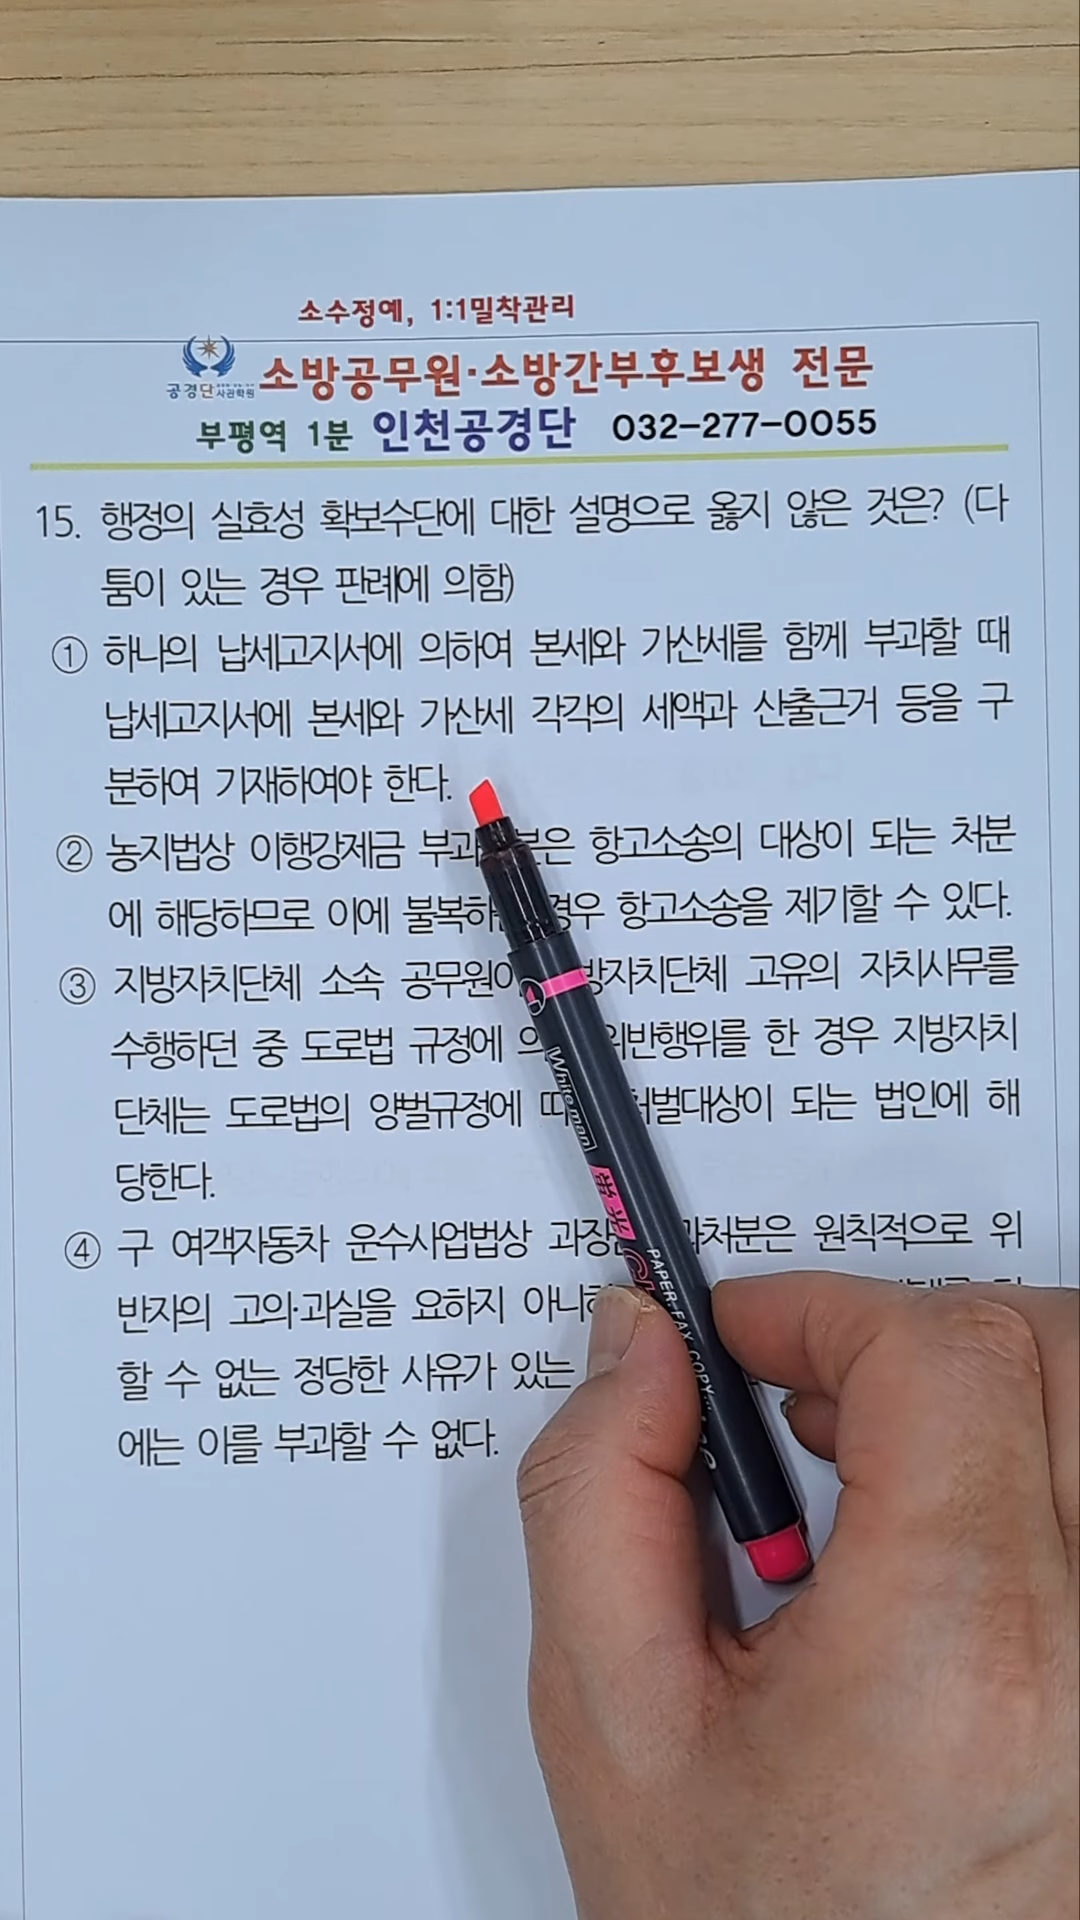 소수정예, 1:1밀착관리
공경단 사관학원 소방공무원·소방간부후보생 전문
부평역 1분 인천공경단 032-277-0055
15. 행정의 실효성 확보수단에 대한 설명으로 옳지 않은 것은? (다
툼이 있는 경우 판례에 의함)
① 하나의 납세고지서에 의하여 본세와 가산세를 함께 부과할 때
납세고지서에 본세와 가산세 각각의 세액과 산출근거 등을 구
분하여 기재하여야 한다.
② 농지법상 이행강제금 부과 분은 항고소송의 대상이 되는 처분
에 해당하므로 이에 불복하는 경우 항고소송을 제기할 수 있다.
③ 지방자치단체 소속 공무원이 방자치단체 고유의 자치사무를
수행하던 중 도로법 규정에 의 위반행위를 한 경우 지방자치
단체는 도로법의 양벌규정에 따 처벌대상이 되는 법인에 해
당한다.
④ 구 여객자동차 운수사업법상 과징금 과처분은 원칙적으로 위
반자의 고의·과실을 요하지 아니하
할 수 없는 정당한 사유가 있는
에는 이를 부과할 수 없다.
Whiteman
螢光
PAPER·FAX·COPY